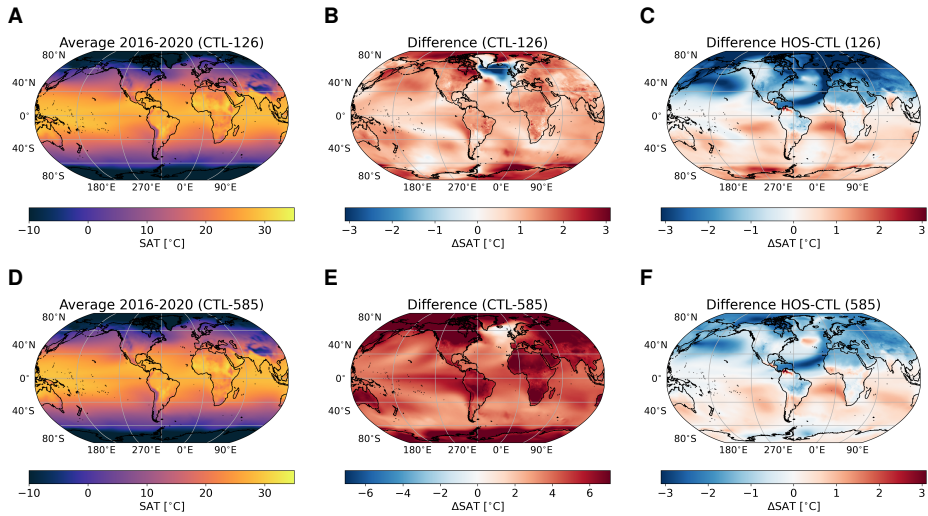 A
B
C
Average 2016-2020 (CTL-126)
Difference (CTL-126)
Difference HOS-CTL (126)
80°N
80°N
80°N
40°N
40°N
40°N
0°
0°
0°
40°S
40°S
40°S
80°S
80°S
80°S
180°E 270°E 0°E 90°E
180°E 270°E 0°E 90°E
180°E 270°E 0°E 90°E
−10 0 10 20 30
−3 −2 −1 0 1 2 3
−3 −2 −1 0 1 2 3
SAT [°C]
ΔSAT [°C]
ΔSAT [°C]
D
E
F
Average 2016-2020 (CTL-585)
Difference (CTL-585)
Difference HOS-CTL (585)
80°N
80°N
80°N
40°N
40°N
40°N
0°
0°
0°
40°S
40°S
40°S
80°S
80°S
80°S
180°E 270°E 0°E 90°E
180°E 270°E 0°E 90°E
180°E 270°E 0°E 90°E
−10 0 10 20 30
−6 −4 −2 0 2 4 6
−3 −2 −1 0 1 2 3
SAT [°C]
ΔSAT [°C]
ΔSAT [°C]